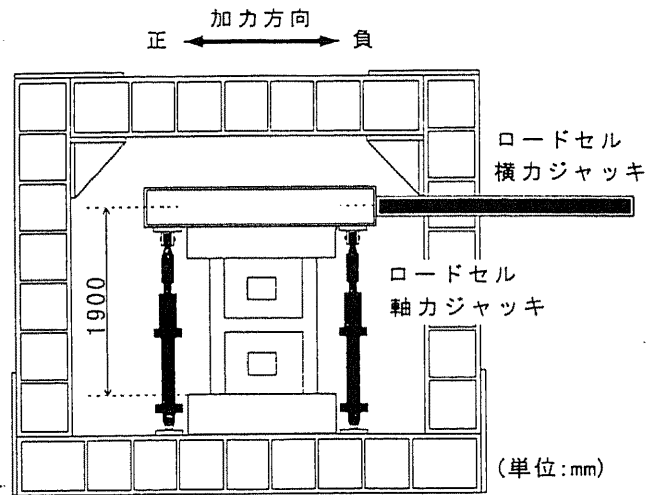 加力方向
正 負
ロードセル
横力ジャッキ
ロードセル
軸力ジャッキ
1900
(単位:mm)